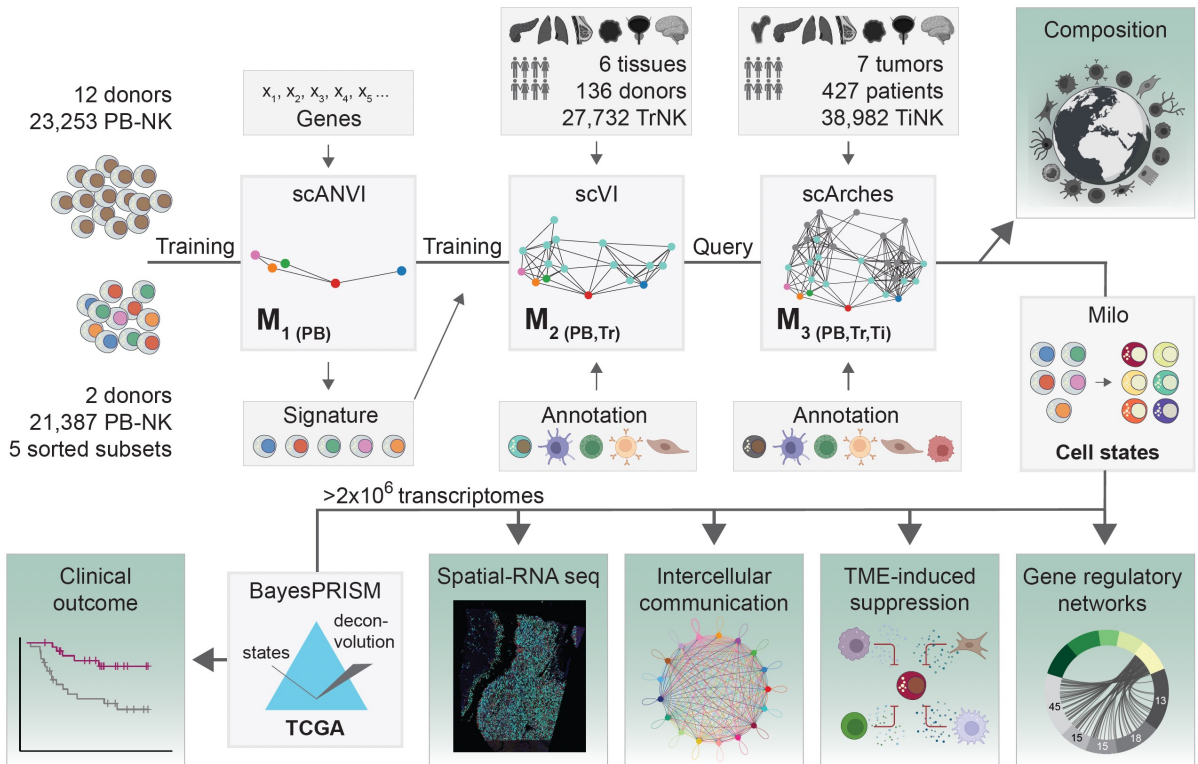 12 donors
23,253 PB-NK
2 donors
21,387 PB-NK
5 sorted subsets
x1, x2, x3, x4, x5 ...
Genes
Training
scANVI
M1 (PB)
Signature
Training
6 tissues
136 donors
27,732 TrNK
scVI
M2 (PB,Tr)
Annotation
Query
7 tumors
427 patients
38,982 TiNK
scArches
M3 (PB,Tr,Ti)
Annotation
Composition
Milo
Cell states
>2x10^6 transcriptomes
Clinical
outcome
BayesPRISM
decon-
volution
states
TCGA
Spatial-RNA seq
Intercellular
communication
TME-induced
suppression
Gene regulatory
networks
45
15
15
18
13